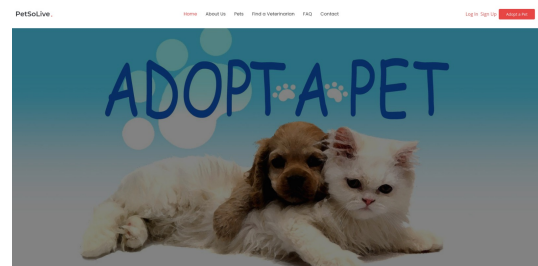 PetSoLive.
Home About Us Pets Find a Veterinarian FAQ Contact
Log In Sign Up Adopt a Pet
ADOPT A PET